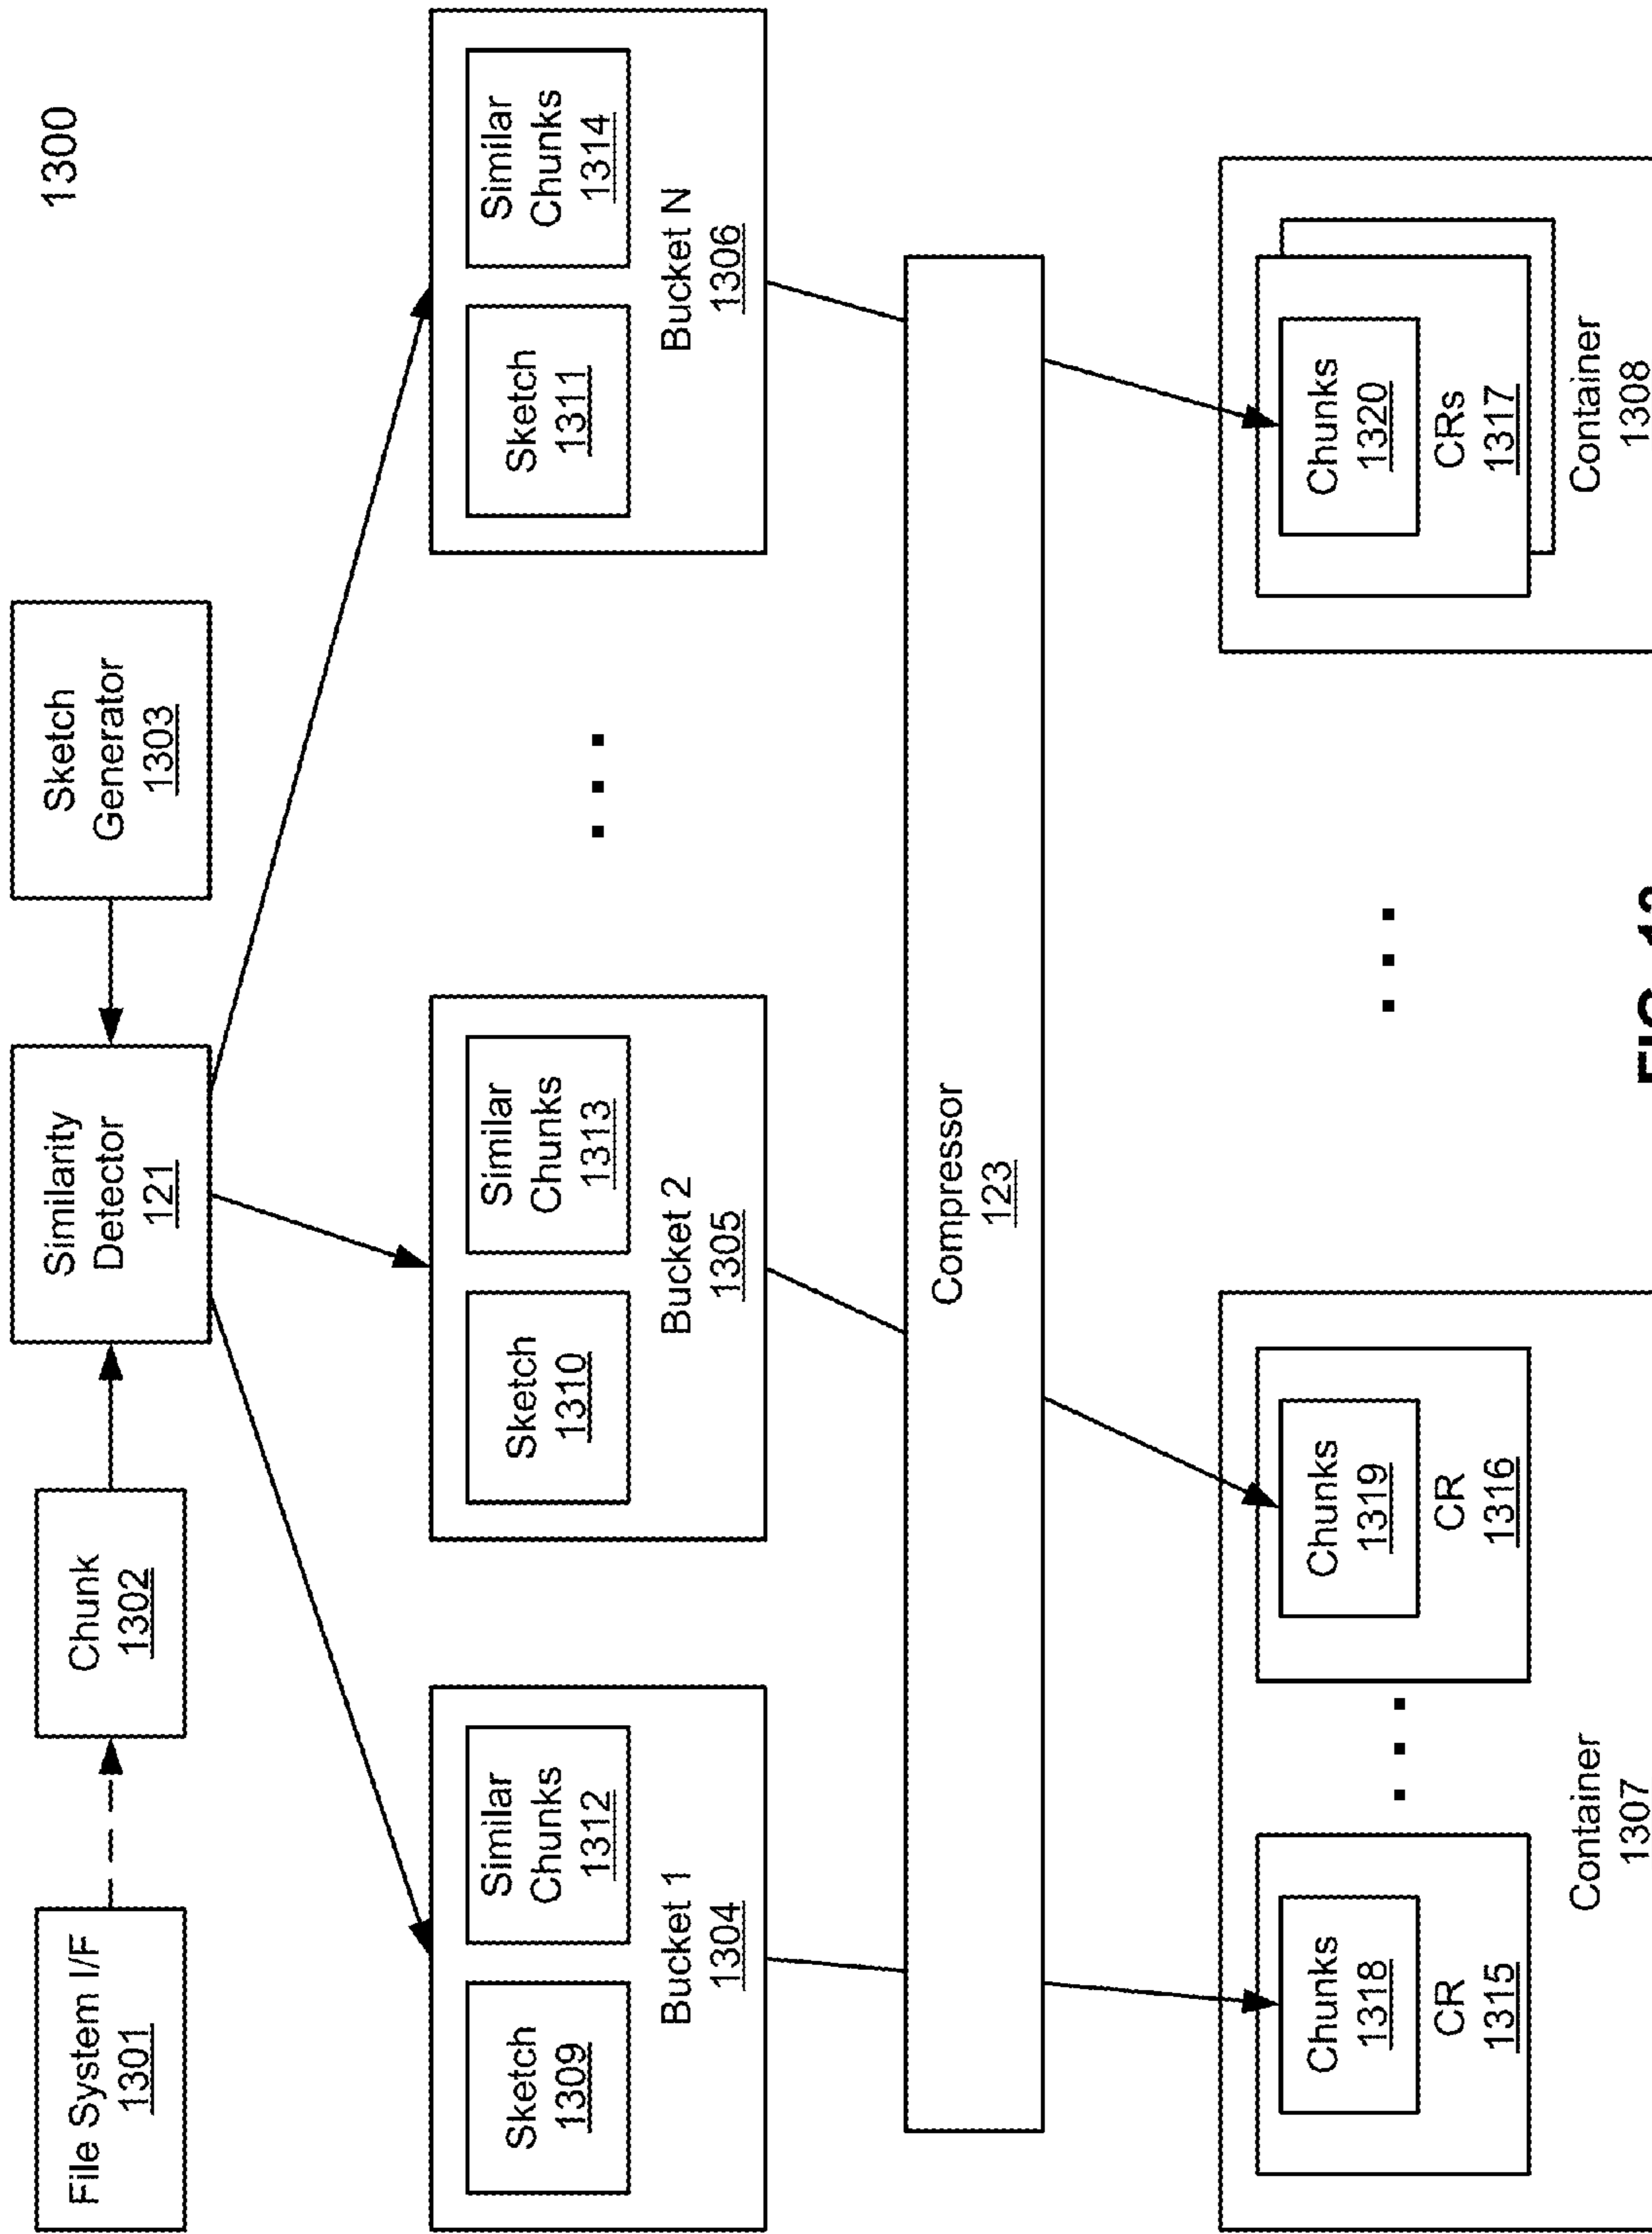 1300
File System I/F
1301
Chunk
1302
Similarity
Detector
121
Sketch
Generator
1303
Sketch
1309
Similar
Chunks
1312
Bucket 1
1304
Sketch
1310
Similar
Chunks
1313
Bucket 2
1305
. . .
Sketch
1311
Similar
Chunks
1314
Bucket N
1306
Compressor
123
Chunks
1318
CR
1315
. . .
Chunks
1319
CR
1316
Container
1307
. . .
Chunks
1320
CRs
1317
Container
1308